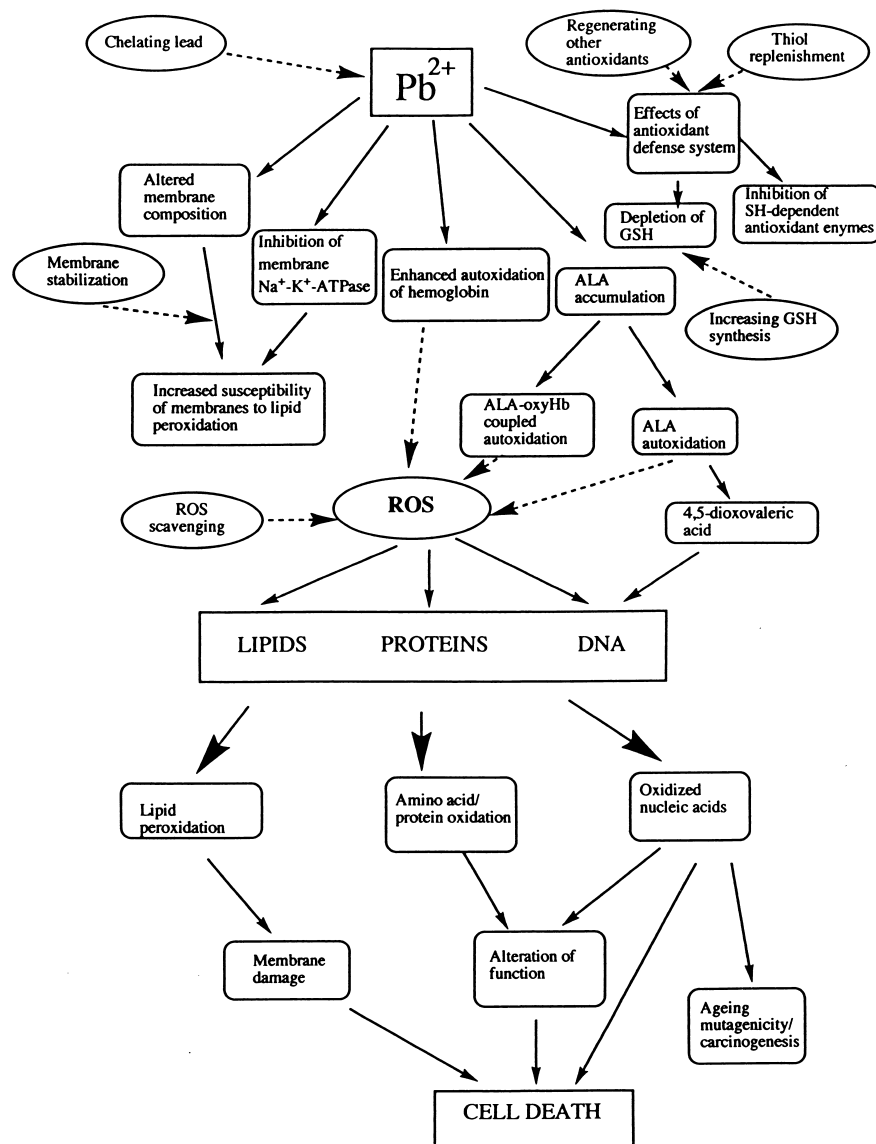 Chelating lead
Pb2+
Regenerating
other
antioxidants
Thiol
replenishment
Effects of
antioxidant
defense system
Altered
membrane
composition
Inhibition of
membrane
Na+-K+-ATPase
Enhanced autoxidation
of hemoglobin
Depletion of
GSH
Inhibition of
SH-dependent
antioxidant enymes
Membrane
stabilization
ALA
accumulation
Increasing GSH
synthesis
Increased susceptibility
of membranes to lipid
peroxidation
ALA-oxyHb
coupled
autoxidation
ALA
autoxidation
ROS
scavenging
ROS
4,5-dioxovaleric
acid
LIPIDS PROTEINS DNA
Lipid
peroxidation
Amino acid/
protein oxidation
Oxidized
nucleic acids
Membrane
damage
Alteration of
function
Ageing
mutagenicity/
carcinogenesis
CELL DEATH